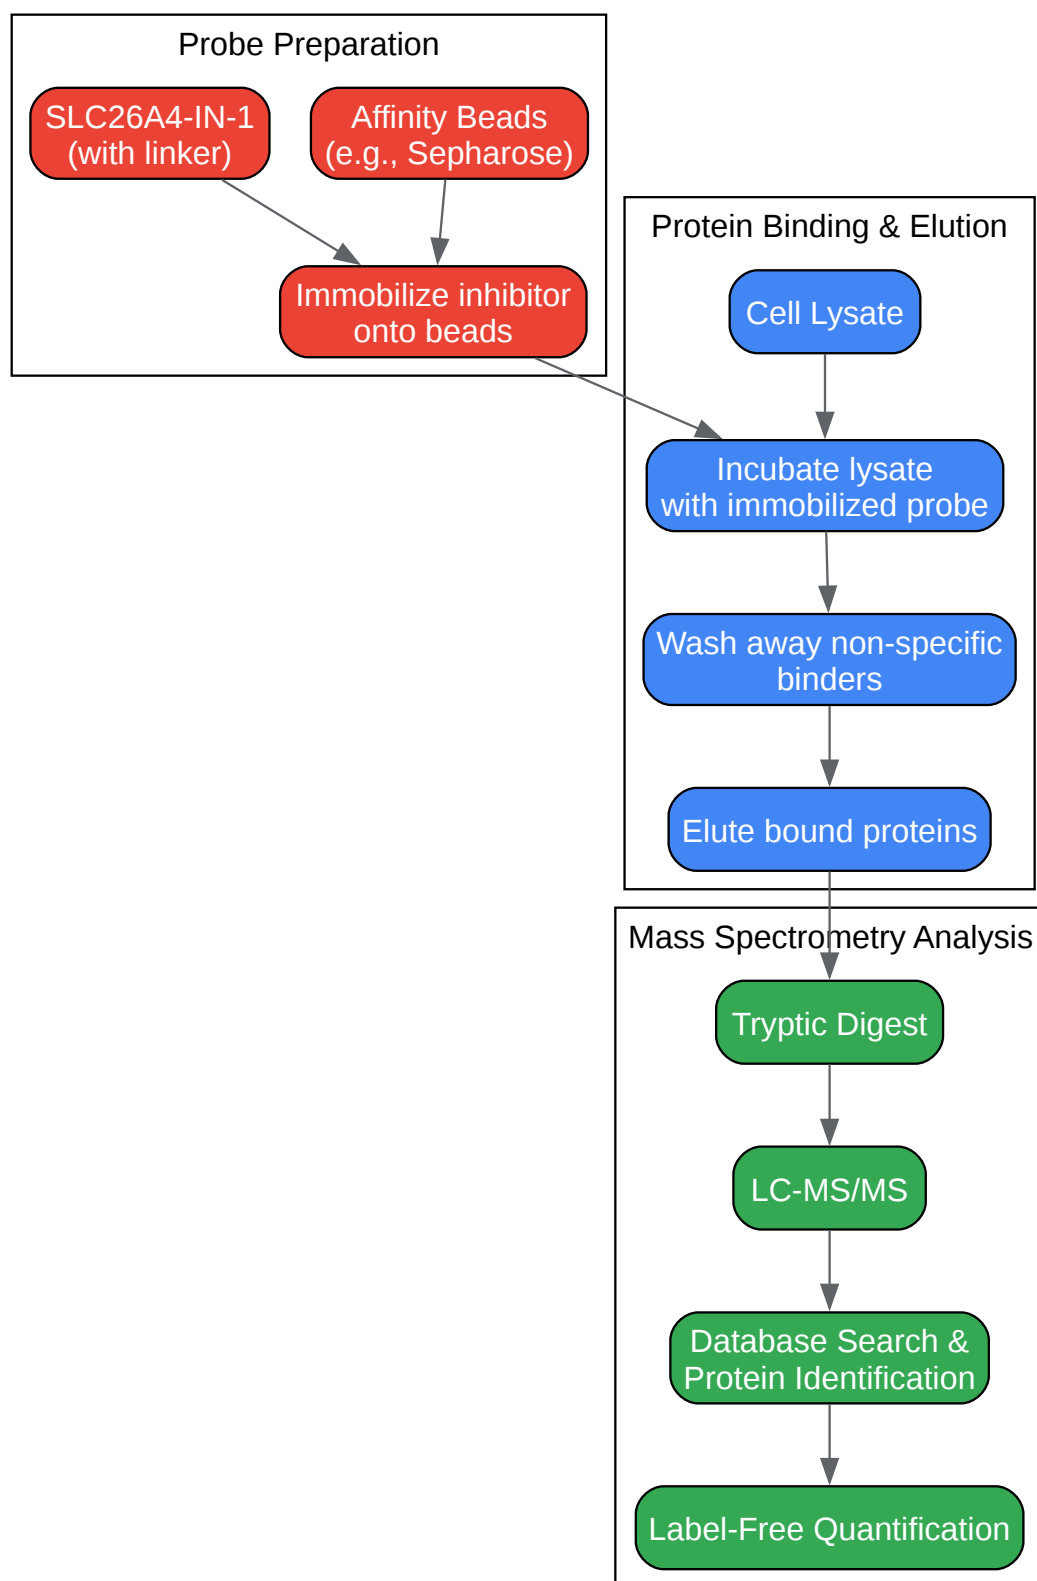 Probe Preparation
SLC26A4-IN-1
(with linker)
Affinity Beads
(e.g., Sepharose)
Immobilize inhibitor
onto beads
Protein Binding & Elution
Cell Lysate
Incubate lysate
with immobilized probe
Wash away non-specific
binders
Elute bound proteins
Mass Spectrometry Analysis
Tryptic Digest
LC-MS/MS
Database Search &
Protein Identification
Label-Free Quantification